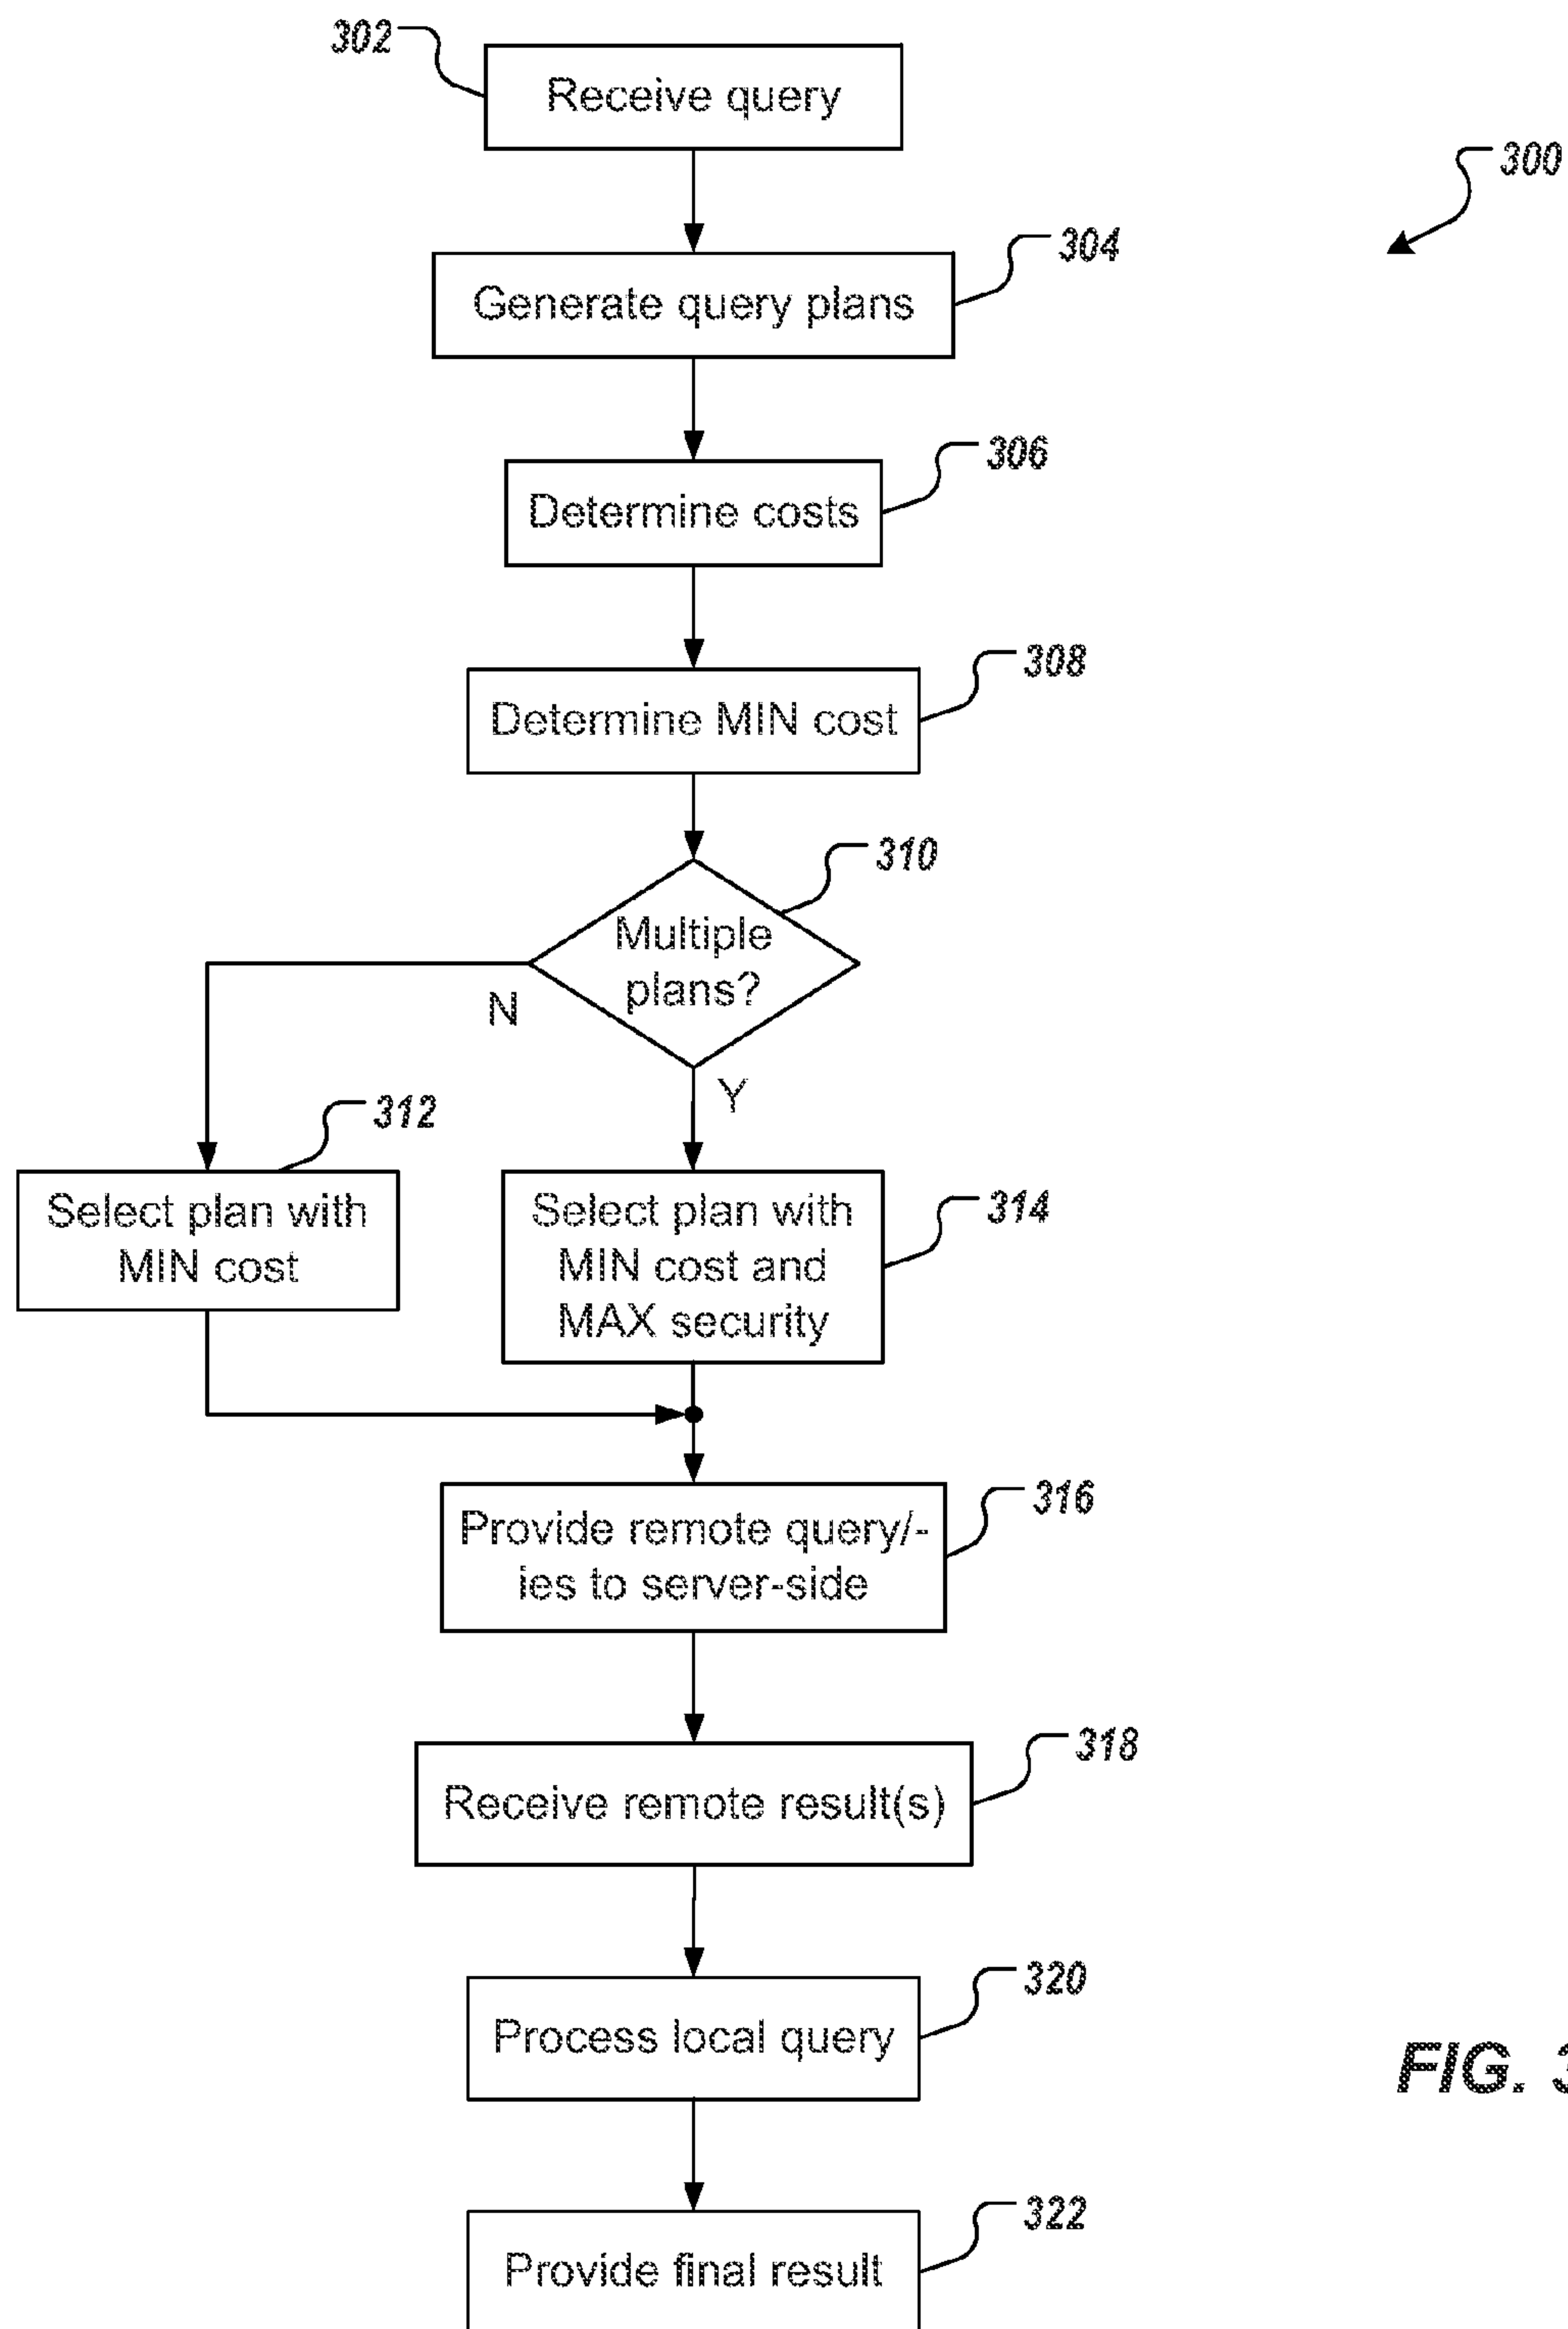 302
Receive query
300
304
Generate query plans
306
Determine costs
308
Determine MIN cost
310
Multiple
plans?
N
Y
312
Select plan with
MIN cost
314
Select plan with
MIN cost and
MAX security
316
Provide remote query/-
ies to server-side
318
Receive remote result(s)
320
Process local query
FIG. 3
322
Provide final result